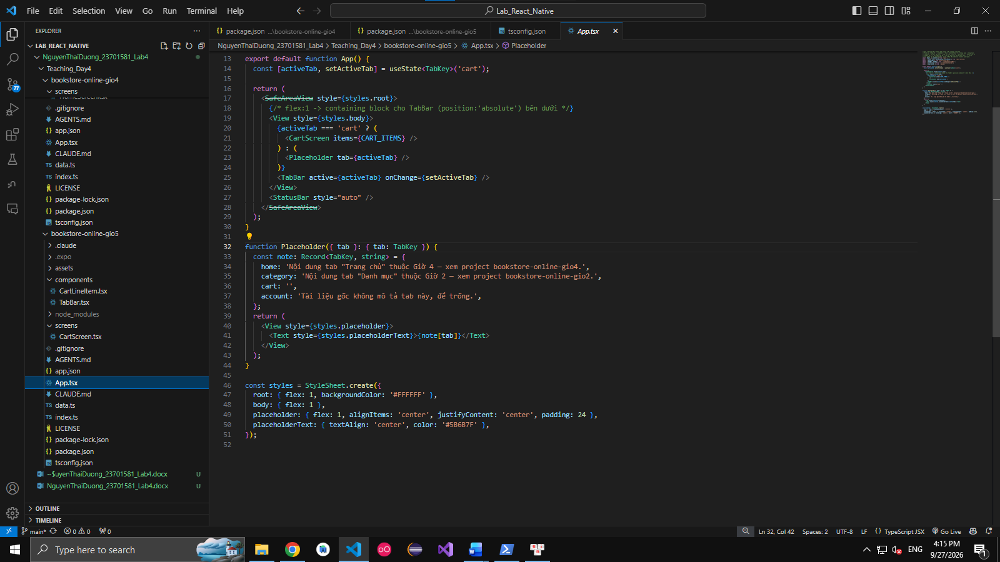 File Edit Selection View Go Run Terminal Help
Lab_React_Native
EXPLORER
LAB_REACT_NATIVE
NguyenThaiDuong_23701581_Lab4
Teaching_Day4
bookstore-online-gio4
screens
.gitignore
AGENTS.md
app.json
App.tsx
CLAUDE.md
data.ts
index.ts
LICENSE
package-lock.json
package.json
tsconfig.json
bookstore-online-gio5
.claude
.expo
assets
components
CartLineItem.tsx
TabBar.tsx
node_modules
screens
CartScreen.tsx
.gitignore
AGENTS.md
app.json
App.tsx
CLAUDE.md
data.ts
index.ts
LICENSE
package-lock.json
package.json
tsconfig.json
~$uyenThaiDuong_23701581_Lab4.docx U
NguyenThaiDuong_23701581_Lab4.docx U
OUTLINE
TIMELINE
package.json ...\bookstore-online-gio4 package.json ...\bookstore-online-gio5 tsconfig.json App.tsx
NguyenThaiDuong_23701581_Lab4 > Teaching_Day4 > bookstore-online-gio5 > App.tsx > Placeholder
13 export default function App() {
14 const [activeTab, setActiveTab] = useState<TabKey>('cart');
15
16 return (
17 <SafeAreaView style={styles.root}>
18 {/* flex:1 -> containing block cho TabBar (position:'absolute') bên dưới */}
19 <View style={styles.body}>
20 {activeTab === 'cart' ? (
21 <CartScreen items={CART_ITEMS} />
22 ) : (
23 <Placeholder tab={activeTab} />
24 )}
25 <TabBar active={activeTab} onChange={setActiveTab} />
26 </View>
27 <StatusBar style="auto" />
28 </SafeAreaView>
29 );
30 }
31
32 function Placeholder({ tab }: { tab: TabKey }) {
33 const note: Record<TabKey, string> = {
34 home: 'Nội dung tab "Trang chủ" thuộc Giờ 4 — xem project bookstore-online-gio4.',
35 category: 'Nội dung tab "Danh mục" thuộc Giờ 2 — xem project bookstore-online-gio2.',
36 cart: '',
37 account: 'Tài liệu gốc không mô tả tab này, để trống.',
38 };
39 return (
40 <View style={styles.placeholder}>
41 <Text style={styles.placeholderText}>{note[tab]}</Text>
42 </View>
43 );
44 }
45
46 const styles = StyleSheet.create({
47 root: { flex: 1, backgroundColor: '#FFFFFF' },
48 body: { flex: 1 },
49 placeholder: { flex: 1, alignItems: 'center', justifyContent: 'center', padding: 24 },
50 placeholderText: { textAlign: 'center', color: '#5B6B7F' },
51 });
52
main* 0 0 0 Ln 32, Col 42 Spaces: 2 UTF-8 LF TypeScript JSX Go Live
Type here to search
ENG
4:15 PM
9/27/2026
1